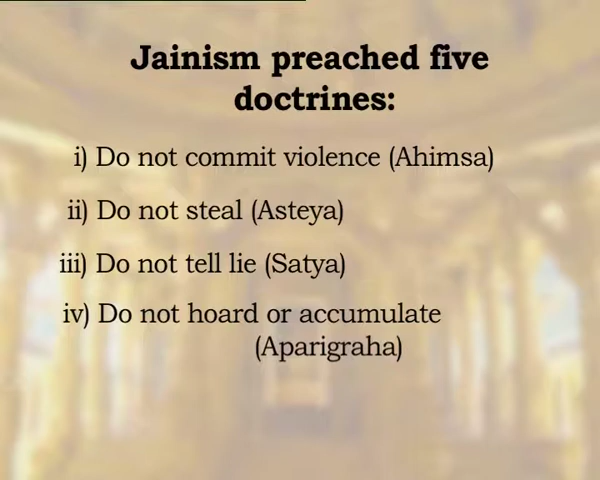 Jainism preached five
doctrines:
i) Do not commit violence (Ahimsa)
ii) Do not steal (Asteya)
iii) Do not tell lie (Satya)
iv) Do not hoard or accumulate
(Aparigraha)